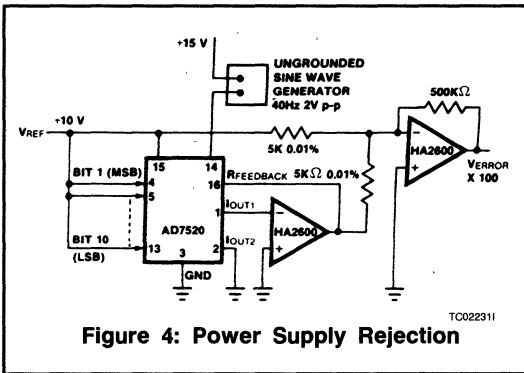 +15 V
UNGROUNDED
SINE WAVE
GENERATOR
40Hz 2V p-p
500KΩ
+10 V
VREF
5K 0.01%
15
14
BIT 1 (MSB)
4
5
16
RFEEDBACK
5KΩ 0.01%
HA2600
VERROR
X 100
IOUT1
1
AD7520
HA2600
BIT 10
(LSB)
13
2
IOUT2
3
GND
TC02231I
Figure 4: Power Supply Rejection